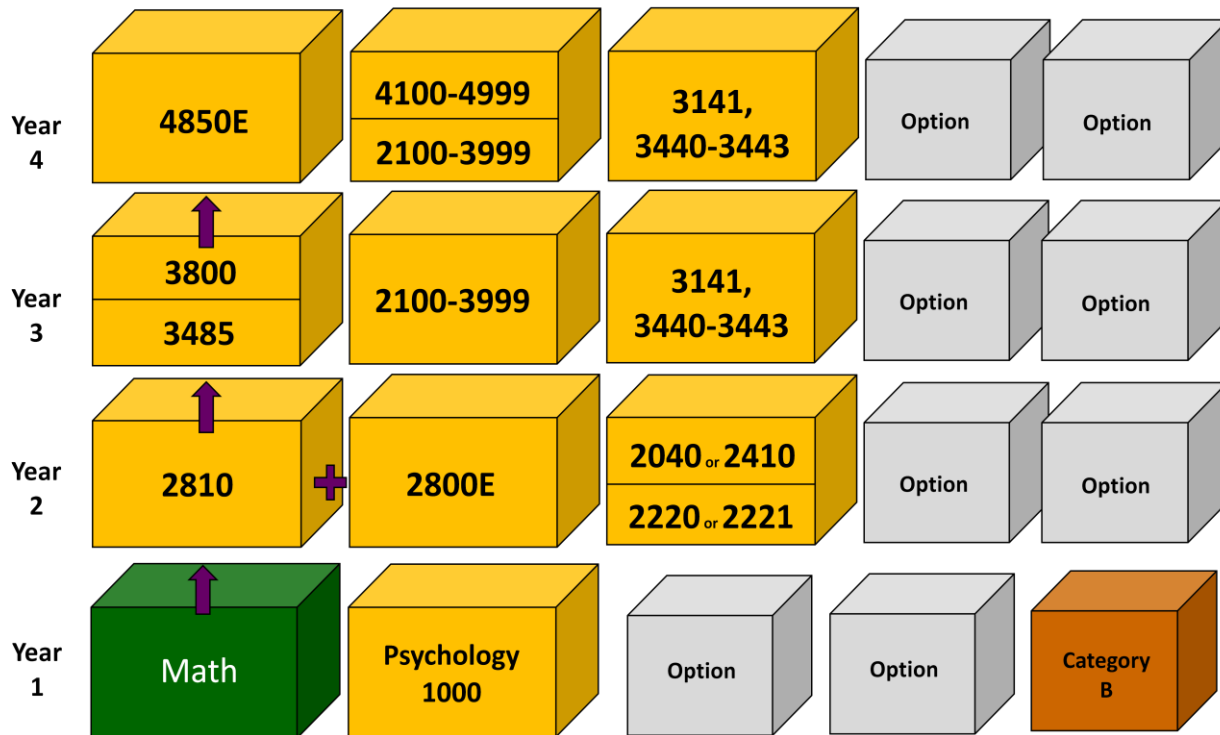 Year
4
4850E
4100-4999
2100-3999
3141,
3440-3443
Option
Option
Year
3
3800
3485
2100-3999
3141,
3440-3443
Option
Option
Year
2
2810
2800E
2040 or 2410
2220 or 2221
Option
Option
Year
1
Math
Psychology
1000
Option
Option
Category
B